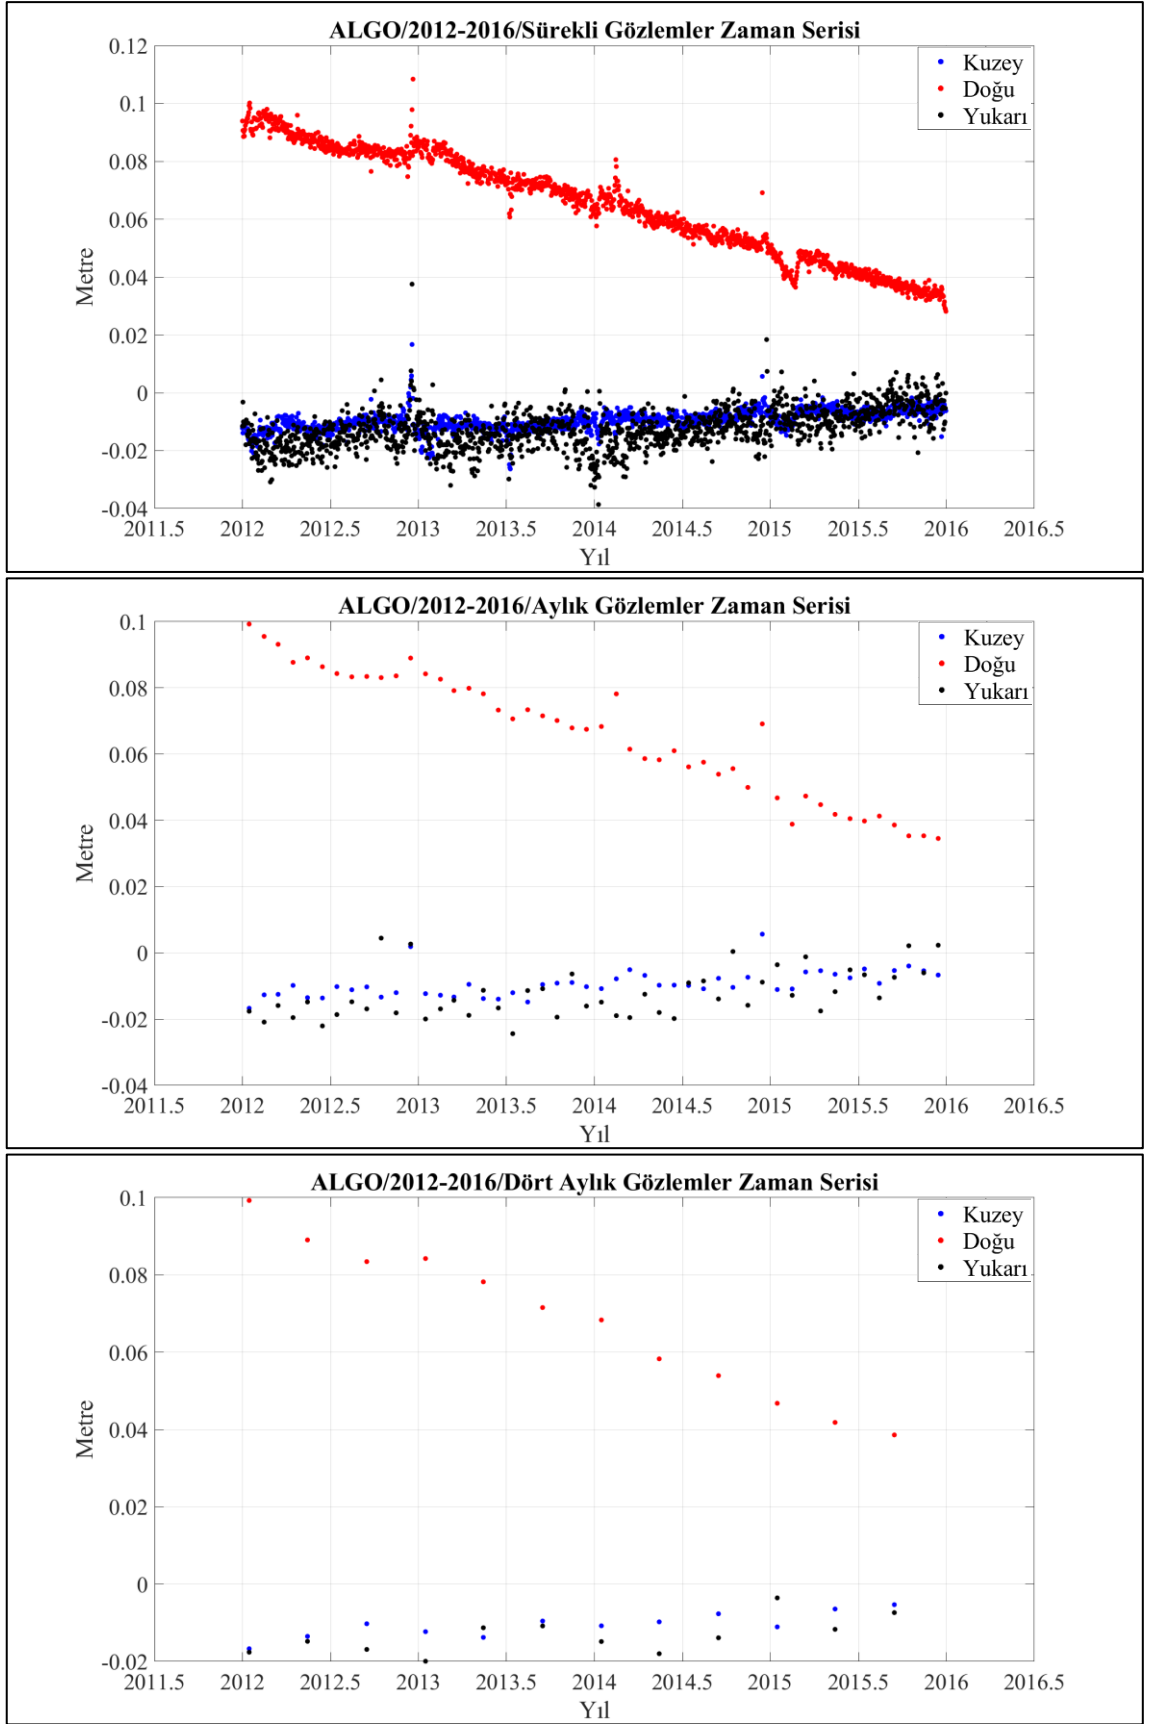 ALGO/2012-2016/Sürekli Gözlemler Zaman Serisi
0.12
0.1
0.08
0.06
0.04
0.02
0
-0.02
-0.04
Metre
Kuzey
Doğu
Yukarı
2011.5 2012 2012.5 2013 2013.5 2014 2014.5 2015 2015.5 2016 2016.5
Yıl
ALGO/2012-2016/Aylık Gözlemler Zaman Serisi
0.1
0.08
0.06
0.04
0.02
0
-0.02
-0.04
Metre
Kuzey
Doğu
Yukarı
2011.5 2012 2012.5 2013 2013.5 2014 2014.5 2015 2015.5 2016 2016.5
Yıl
ALGO/2012-2016/Dört Aylık Gözlemler Zaman Serisi
0.1
0.08
0.06
0.04
0.02
0
-0.02
Metre
Kuzey
Doğu
Yukarı
2011.5 2012 2012.5 2013 2013.5 2014 2014.5 2015 2015.5 2016 2016.5
Yıl